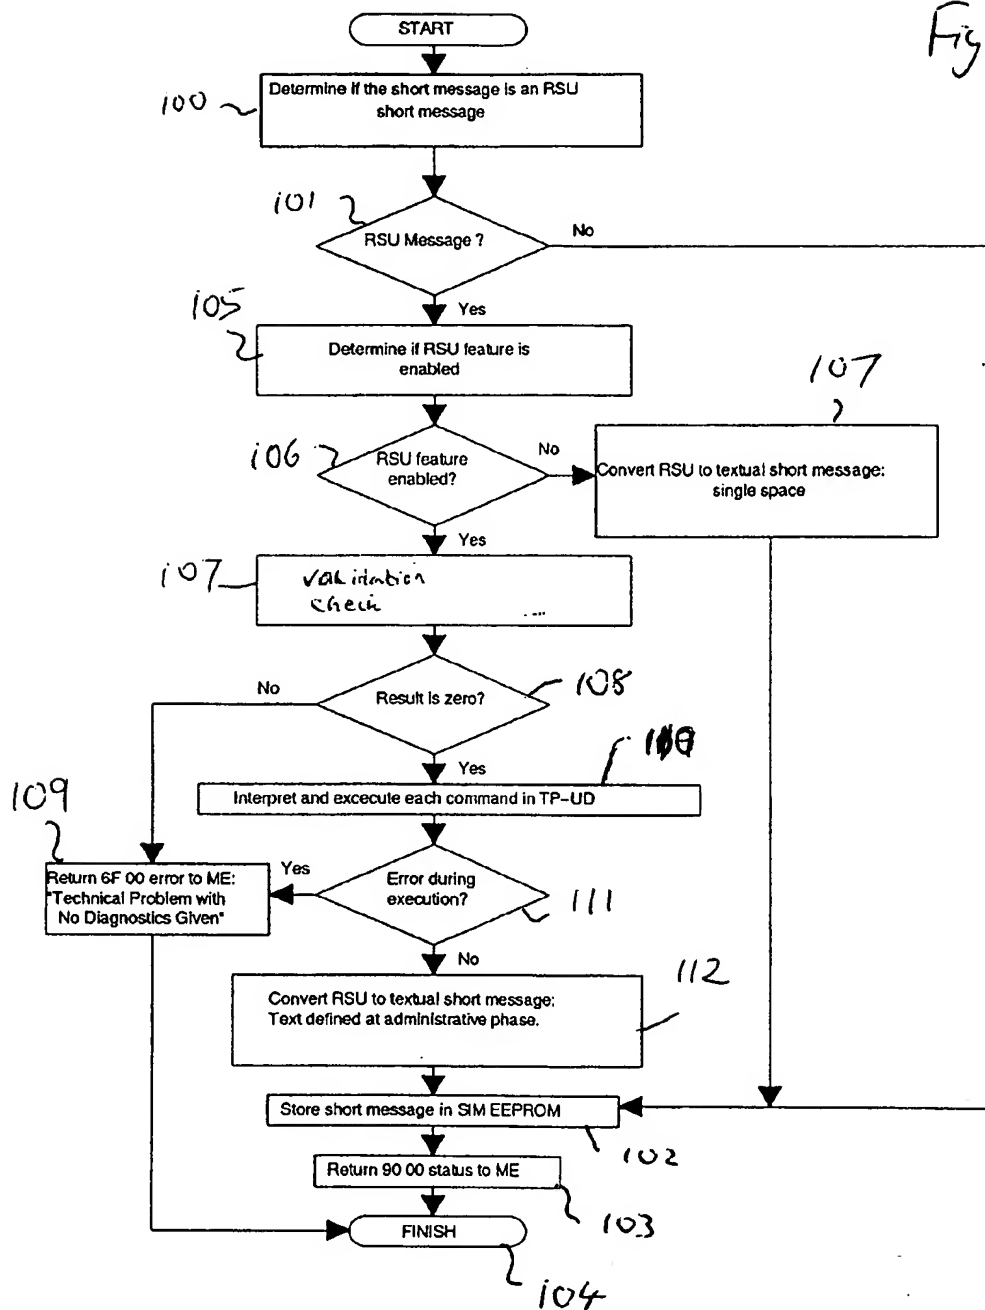 Fig
START
100
Determine if the short message is an RSU
short message
101
RSU Message ?
No
Yes
105
Determine if RSU feature is
enabled
107
106
RSU feature
enabled?
No
Convert RSU to textual short message:
single space
Yes
107
validation
check
....
No
Result is zero?
108
Yes
Interpret and excecute each command in TP-UD
109
Return 6F 00 error to ME:
"Technical Problem with
No Diagnostics Given"
Yes
Error during
execution?
111
No
Convert RSU to textual short message;
Text defined at administrative phase.
112
Store short message in SIM EEPROM
102
Return 90 00 status to ME
103
FINISH
104